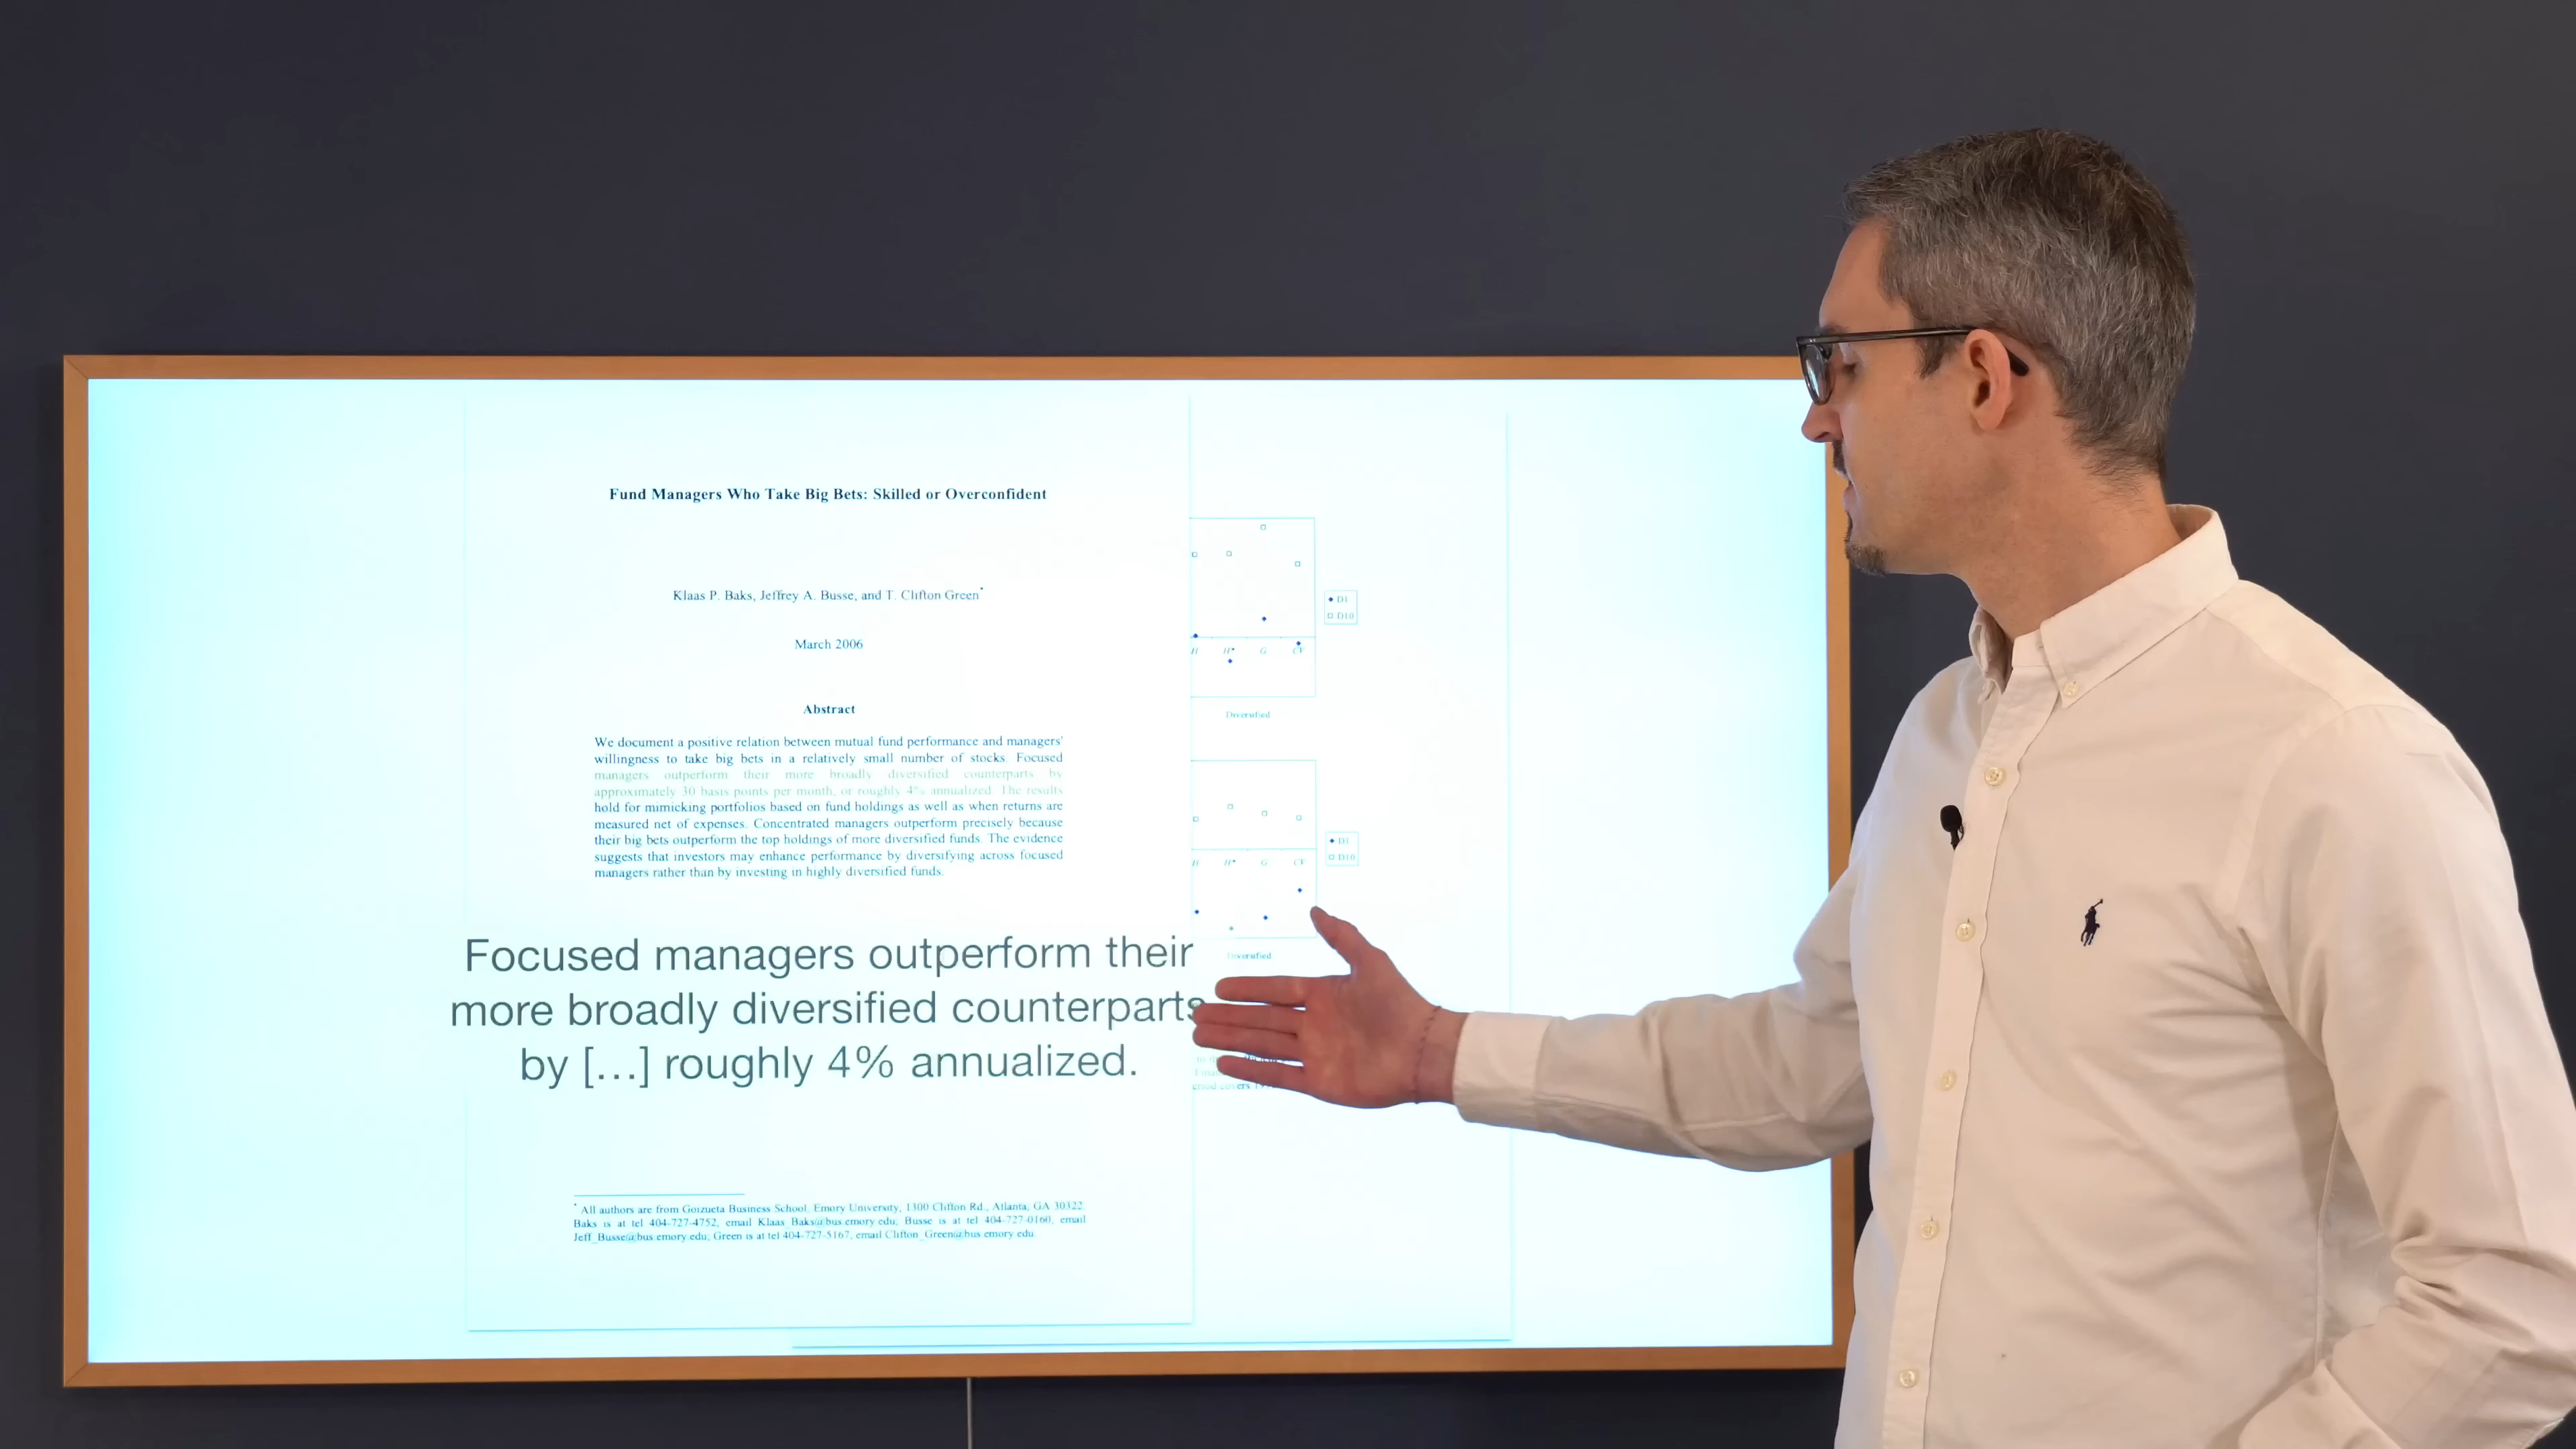 Fund Managers Who Take Big Bets: Skilled or Overconfident
Klaas P. Baks, Jeffrey A. Busse, and T. Clifton Green*
March 2006
Abstract
We document a positive relation between mutual fund performance and managers'
willingness to take big bets in a relatively small number of stocks. Focused
managers outperform their more broadly diversified counterparts by
approximately 30 basis points per month, or roughly 4% annualized. The results
hold for mimicking portfolios based on fund holdings as well as when returns are
measured net of expenses. Concentrated managers outperform precisely because
their big bets outperform the top holdings of more diversified funds. The evidence
suggests that investors may enhance performance by diversifying across focused
managers rather than by investing in highly diversified funds.
Focused managers outperform their
more broadly diversified counterparts
by [...] roughly 4% annualized.
* All authors are from Goizueta Business School, Emory University, 1300 Clifton Rd., Atlanta, GA 30322.
Baks is at tel 404-727-4752, email Klaas_Baks@bus.emory.edu; Busse is at tel 404-727-0160, email
Jeff_Busse@bus.emory.edu; Green is at tel 404-727-5167, email Clifton_Green@bus.emory.edu.
D1
D10
H H* G CV
Diversified
D1
D10
H H* G CV
Diversified